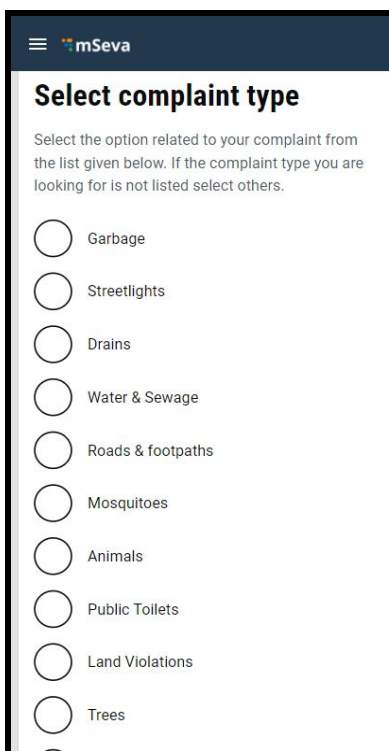 mSeva
Select complaint type
Select the option related to your complaint from
the list given below. If the complaint type you are
looking for is not listed select others.
Garbage
Streetlights
Drains
Water & Sewage
Roads & footpaths
Mosquitoes
Animals
Public Toilets
Land Violations
Trees